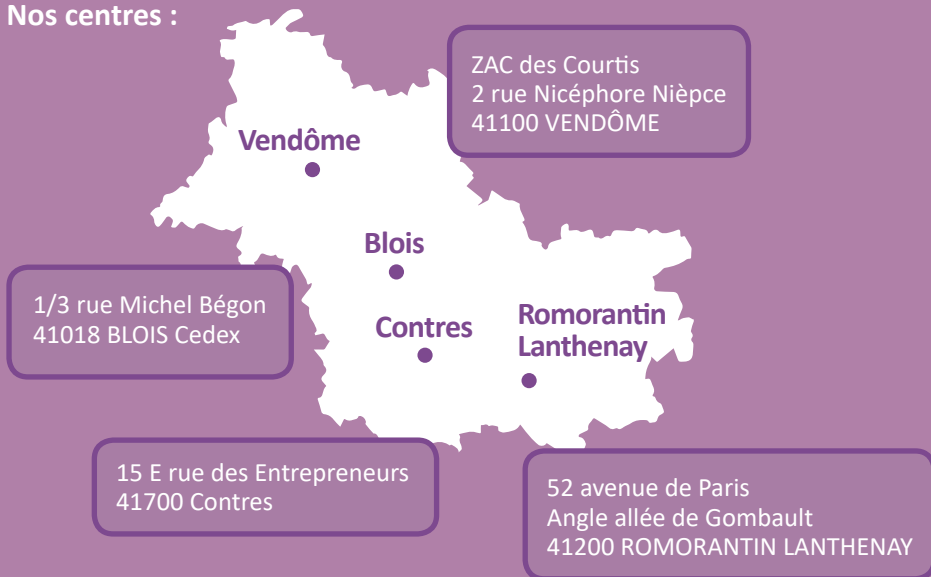 Nos centres :
ZAC des Courtis
2 rue Nicéphore Nièpce
41100 VENDÔME
Vendôme
Blois
1/3 rue Michel Bégon
41018 BLOIS Cedex
Contres
Romorantin
Lanthenay
15 E rue des Entrepreneurs
41700 Contres
52 avenue de Paris
Angle allée de Gombault
41200 ROMORANTIN LANTHENAY